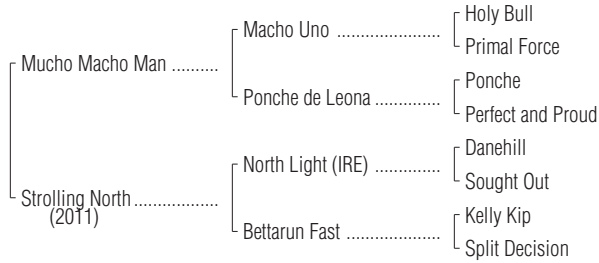 Holy Bull
Macho Uno ....................
Primal Force
Mucho Macho Man ..........
Ponche
Ponche de Leona ...............
Perfect and Proud
Danehill
North Light (IRE) ..............
Sought Out
Strolling North ..................
(2011)
Kelly Kip
Bettarun Fast ..................
Split Decision